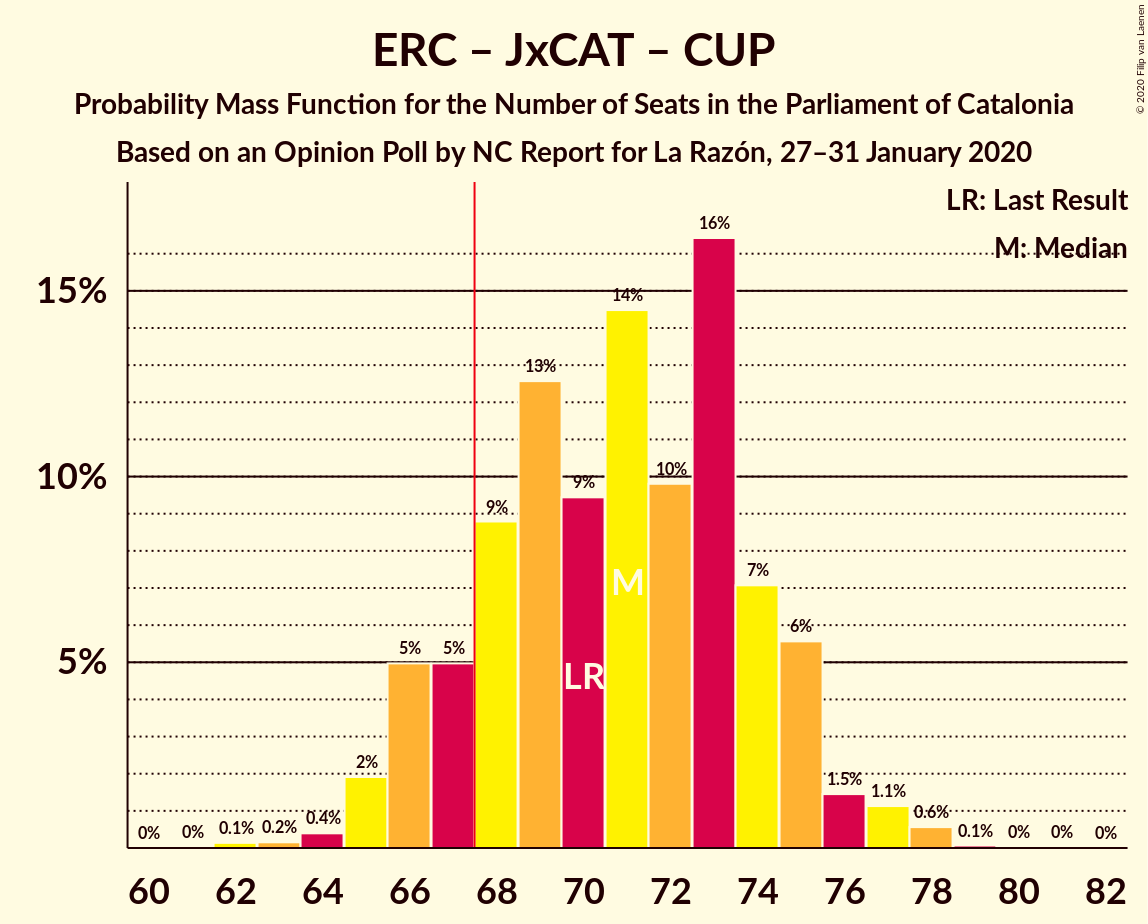 ERC – JxCAT – CUP
Probability Mass Function for the Number of Seats in the Parliament of Catalonia
Based on an Opinion Poll by NC Report for La Razón, 27–31 January 2020
© 2020 Filip van Laenen
LR: Last Result
M: Median
15%
10%
5%
0%
0%
0.1%
0.2%
0.4%
2%
5%
5%
9%
13%
9%
14%
10%
16%
7%
6%
1.5%
1.1%
0.6%
0.1%
0%
0%
0%
LR
M
60 62 64 66 68 70 72 74 76 78 80 82